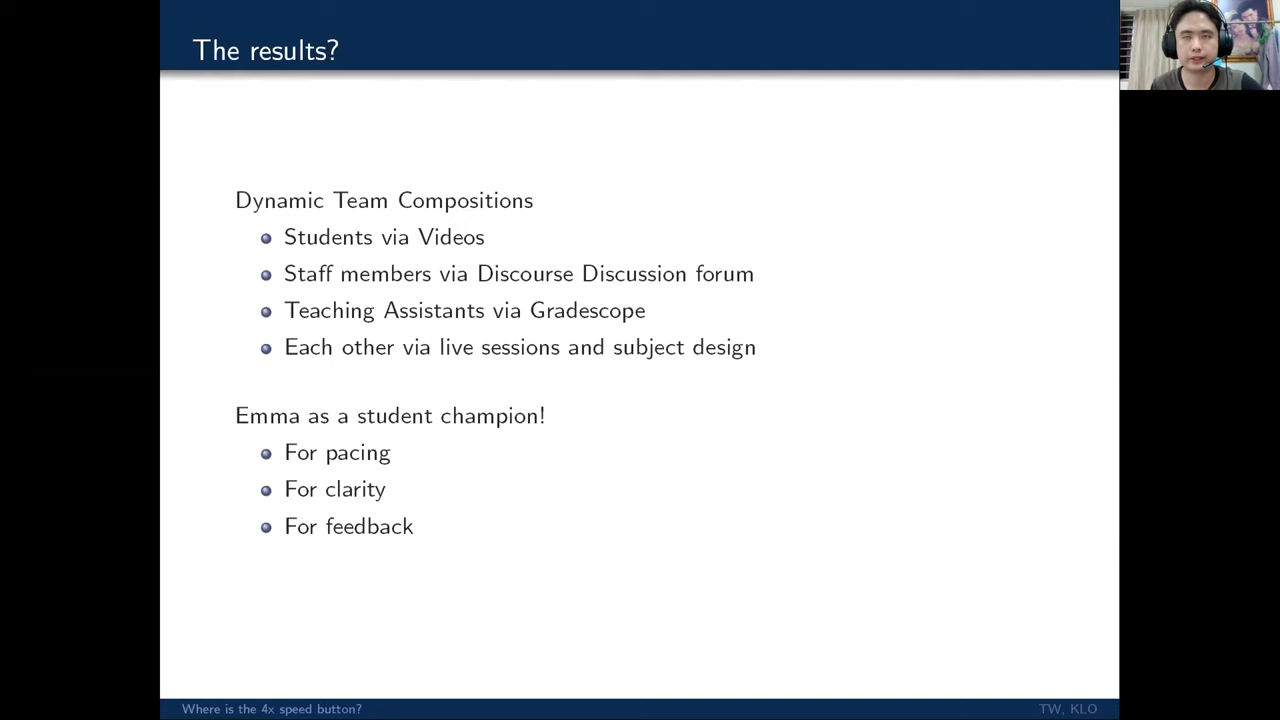 The results?
Dynamic Team Compositions
Students via Videos
Staff members via Discourse Discussion forum
Teaching Assistants via Gradescope
Each other via live sessions and subject design
Emma as a student champion!
For pacing
For clarity
For feedback
Where is the 4x speed button?
TW, KLO